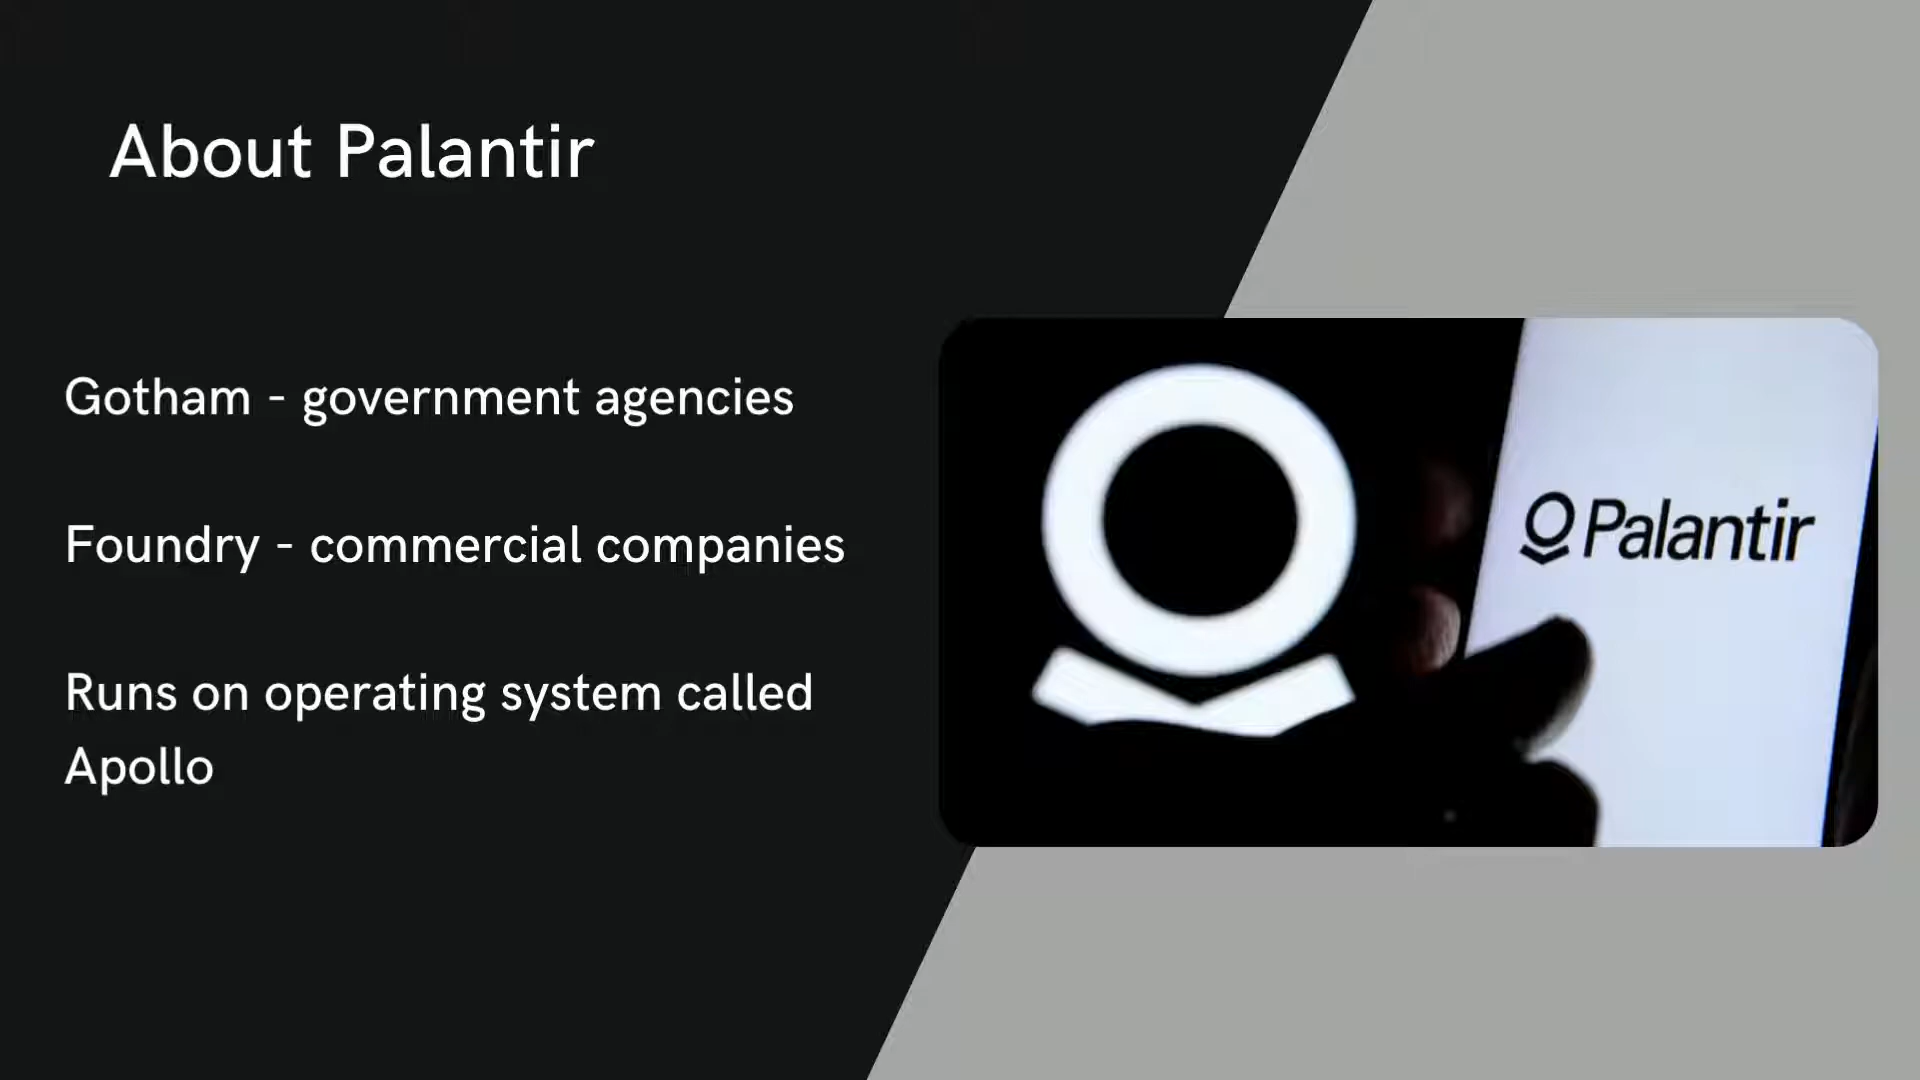 About Palantir
Gotham - government agencies
Foundry - commercial companies
Runs on operating system called
Apollo
Palantir